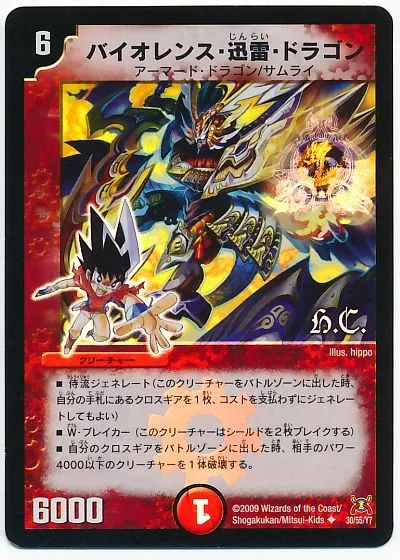 6
バイオレンス・迅雷・ドラゴン
じんらい
アーマード・ドラゴン/サムライ
H.C.
illus. hippo
クリーチャー
■ 侍流ジェネレート(このクリーチャーをバトルゾーンに出した時、
自分の手札にあるクロスギアを1枚、コストを支払わずにジェネレ
ートしてもよい)
■ W・ブレイカー(このクリーチャーはシールドを2枚ブレイクする)
■ 自分のクロスギアをバトルゾーンに出した時、相手のパワー
4000以下のクリーチャーを1体破壊する。
6000
1
©2009 Wizards of the Coast/
Shogakukan/Mitsui-Kids
30/55/Y7